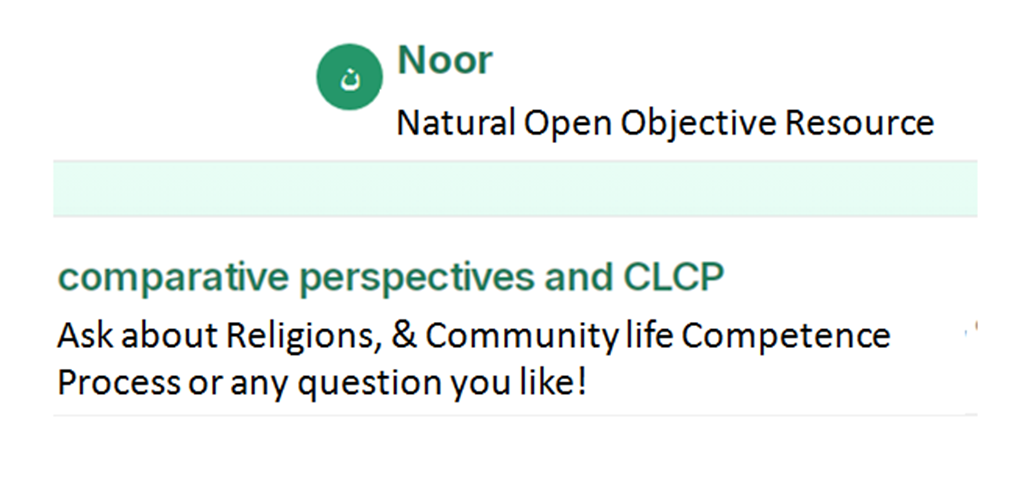 ن
Noor
Natural Open Objective Resource
comparative perspectives and CLCP
Ask about Religions, & Community life Competence
Process or any question you like!